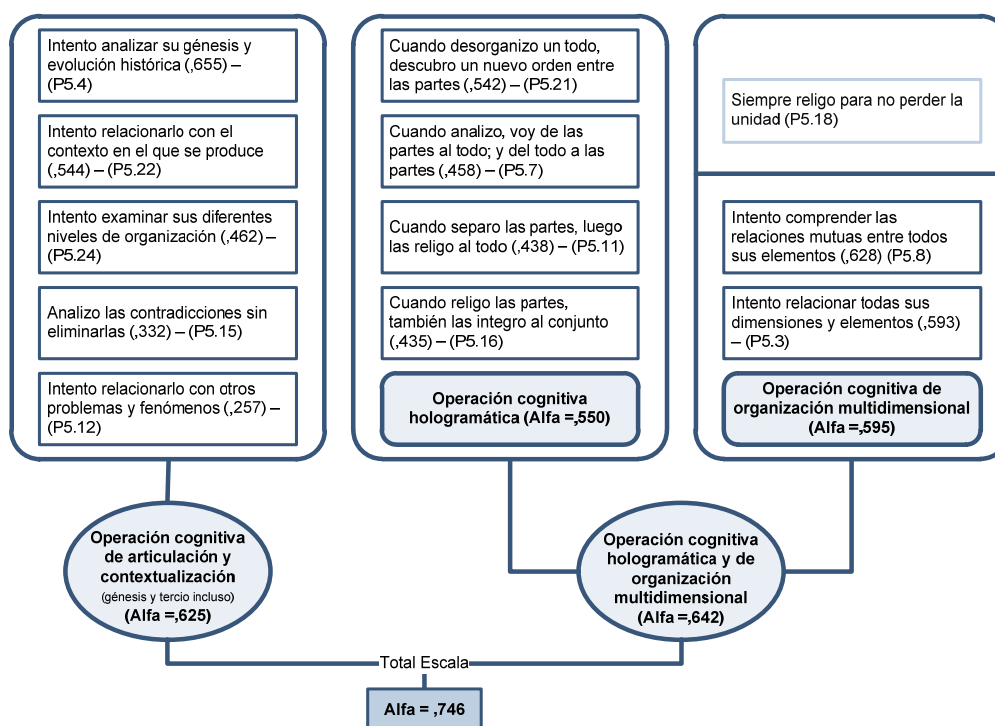 Intento analizar su génesis y
evolución histórica (,655) –
(P5.4)
Intento relacionarlo con el
contexto en el que se produce
(,544) – (P5.22)
Intento examinar sus diferentes
niveles de organización (,462) –
(P5.24)
Analizo las contradicciones sin
eliminarlas (,332) – (P5.15)
Intento relacionarlo con otros
problemas y fenómenos (,257) –
(P5.12)
Cuando desorganizo un todo,
descubro un nuevo orden entre
las partes (,542) – (P5.21)
Cuando analizo, voy de las
partes al todo; y del todo a las
partes (,458) – (P5.7)
Cuando separo las partes, luego
las religo al todo (,438) – (P5.11)
Cuando religo las partes,
también las integro al conjunto
(,435) – (P5.16)
Operación cognitiva
hologramática (Alfa =,550)
Siempre religo para no perder la
unidad (P5.18)
Intento comprender las
relaciones mutuas entre todos
sus elementos (,628) (P5.8)
Intento relacionar todas sus
dimensiones y elementos (,593)
– (P5.3)
Operación cognitiva de
organización multidimensional
(Alfa =,595)
Operación cognitiva
de articulación y
contextualización
(génesis y tercio incluso)
(Alfa =,625)
Operación cognitiva
hologramática y de
organización
multidimensional
(Alfa =,642)
Total Escala
Alfa = ,746